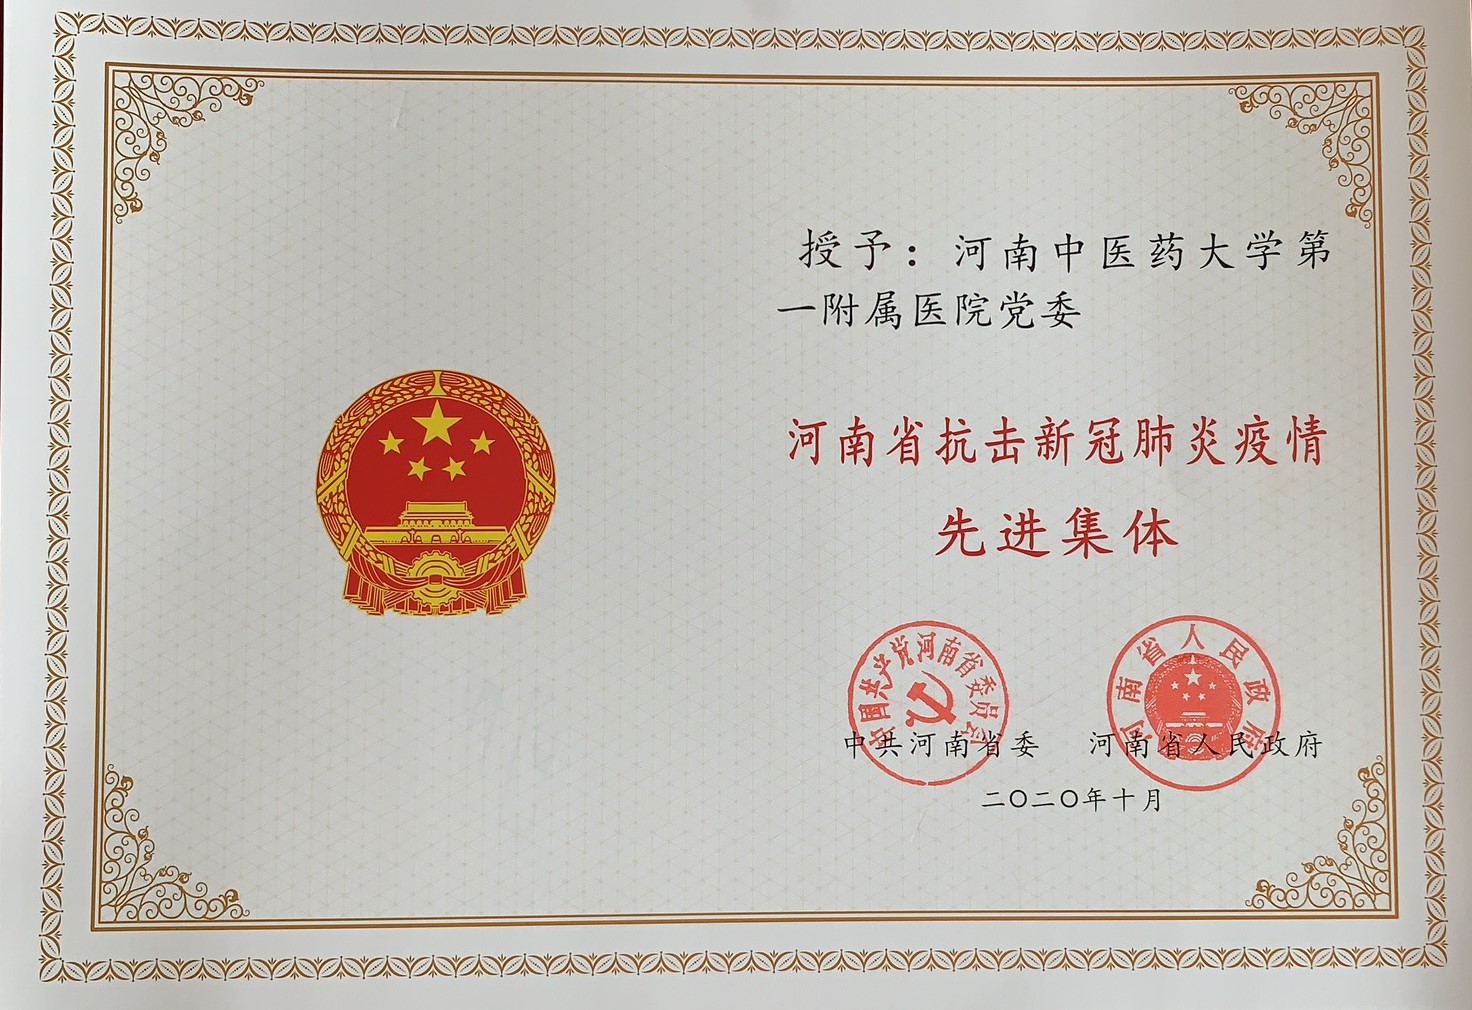 授予：河南中医药大学第
一附属医院党委
河南省抗击新冠肺炎疫情
先进集体
中国共产党河南省委员会
河南省人民政府
中共河南省委 河南省人民政府
二〇二〇年十月